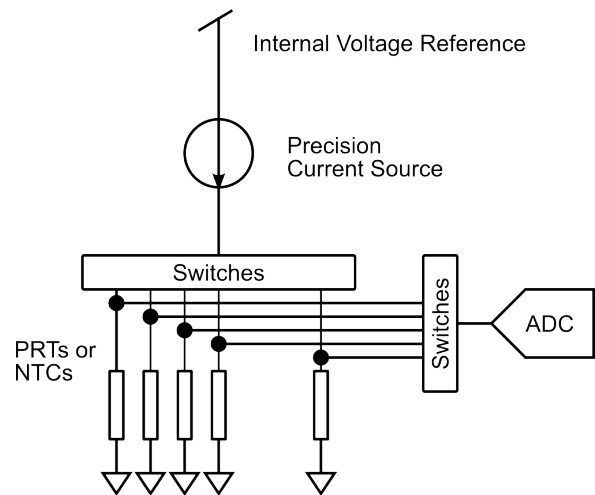 Internal Voltage Reference
Precision
Current Source
Switches
Switches
ADC
PRTs or
NTCs